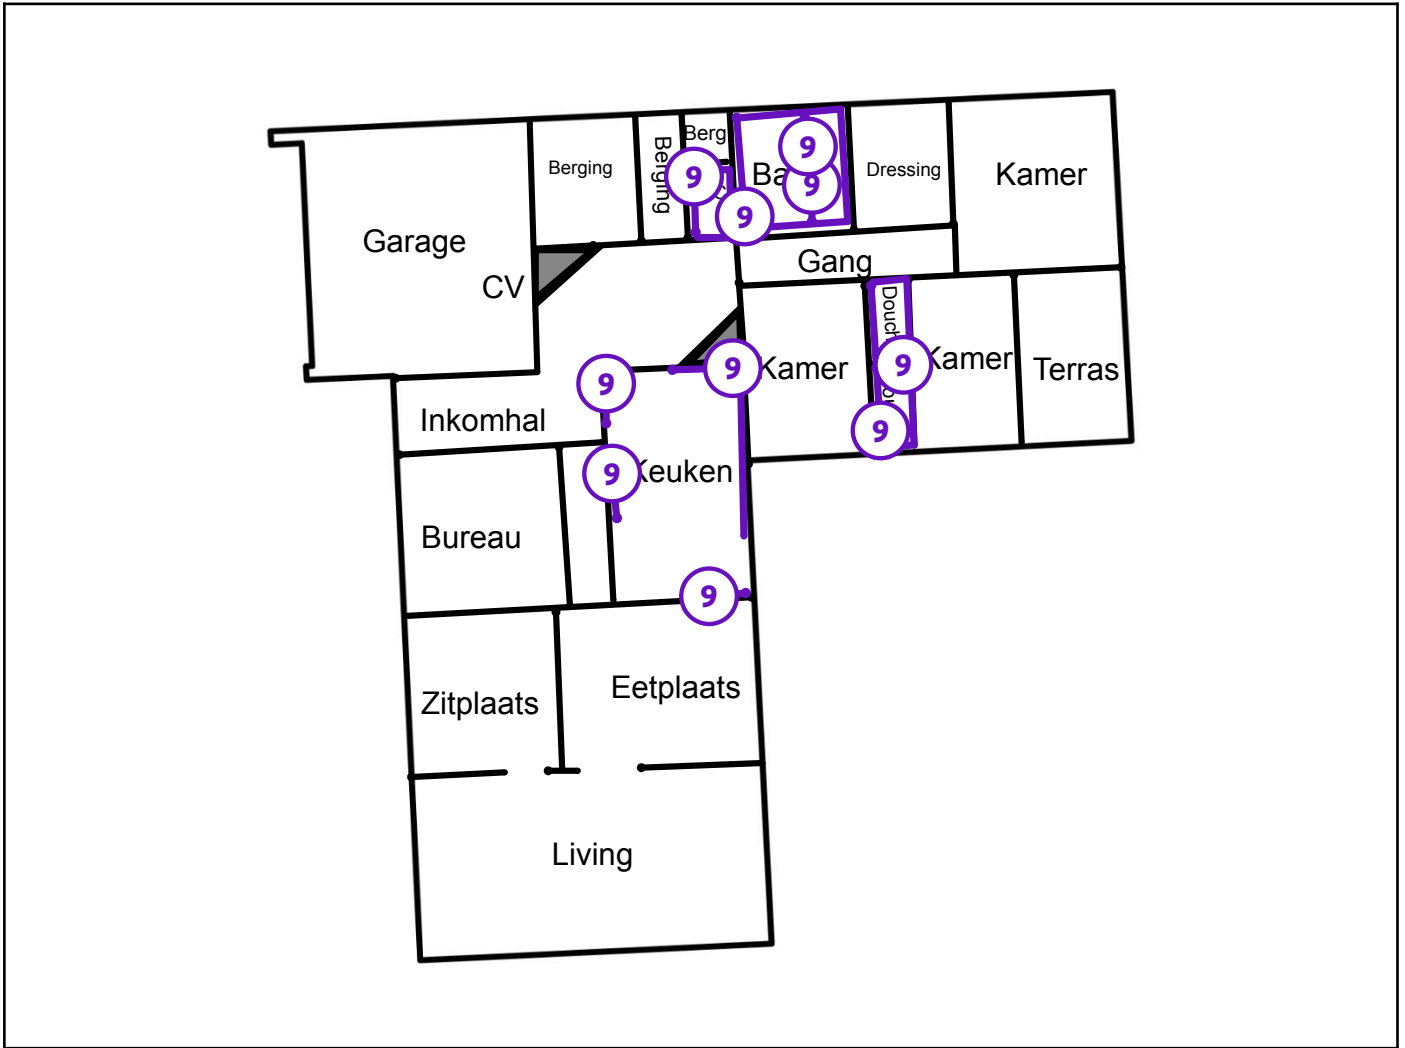 Berg
9
Berging
Berging
9
Dressing
Kamer
9
9
Garage
Gang
CV
9
9
9
Kamer
Kamer
Terras
Inkomhal
9
9
Keuken
Bureau
9
Zitplaats
Eetplaats
Living